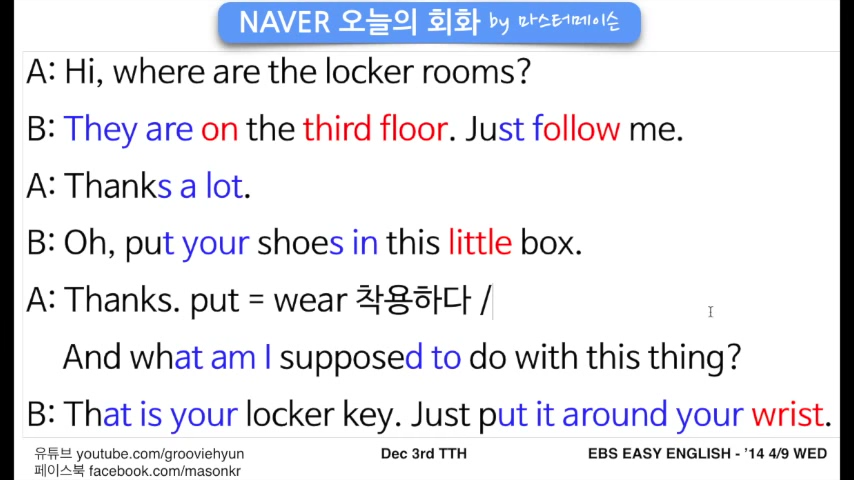 NAVER 오늘의 회화 by 마스터메이슨
A: Hi, where are the locker rooms?
B: They are on the third floor. Just follow me.
A: Thanks a lot.
B: Oh, put your shoes in this little box.
A: Thanks. put = wear 착용하다 /
And what am I supposed to do with this thing?
B: That is your locker key. Just put it around your wrist.
유튜브 youtube.com/grooviehyun
페이스북 facebook.com/masonkr
Dec 3rd TTH
EBS EASY ENGLISH - ’14 4/9 WED